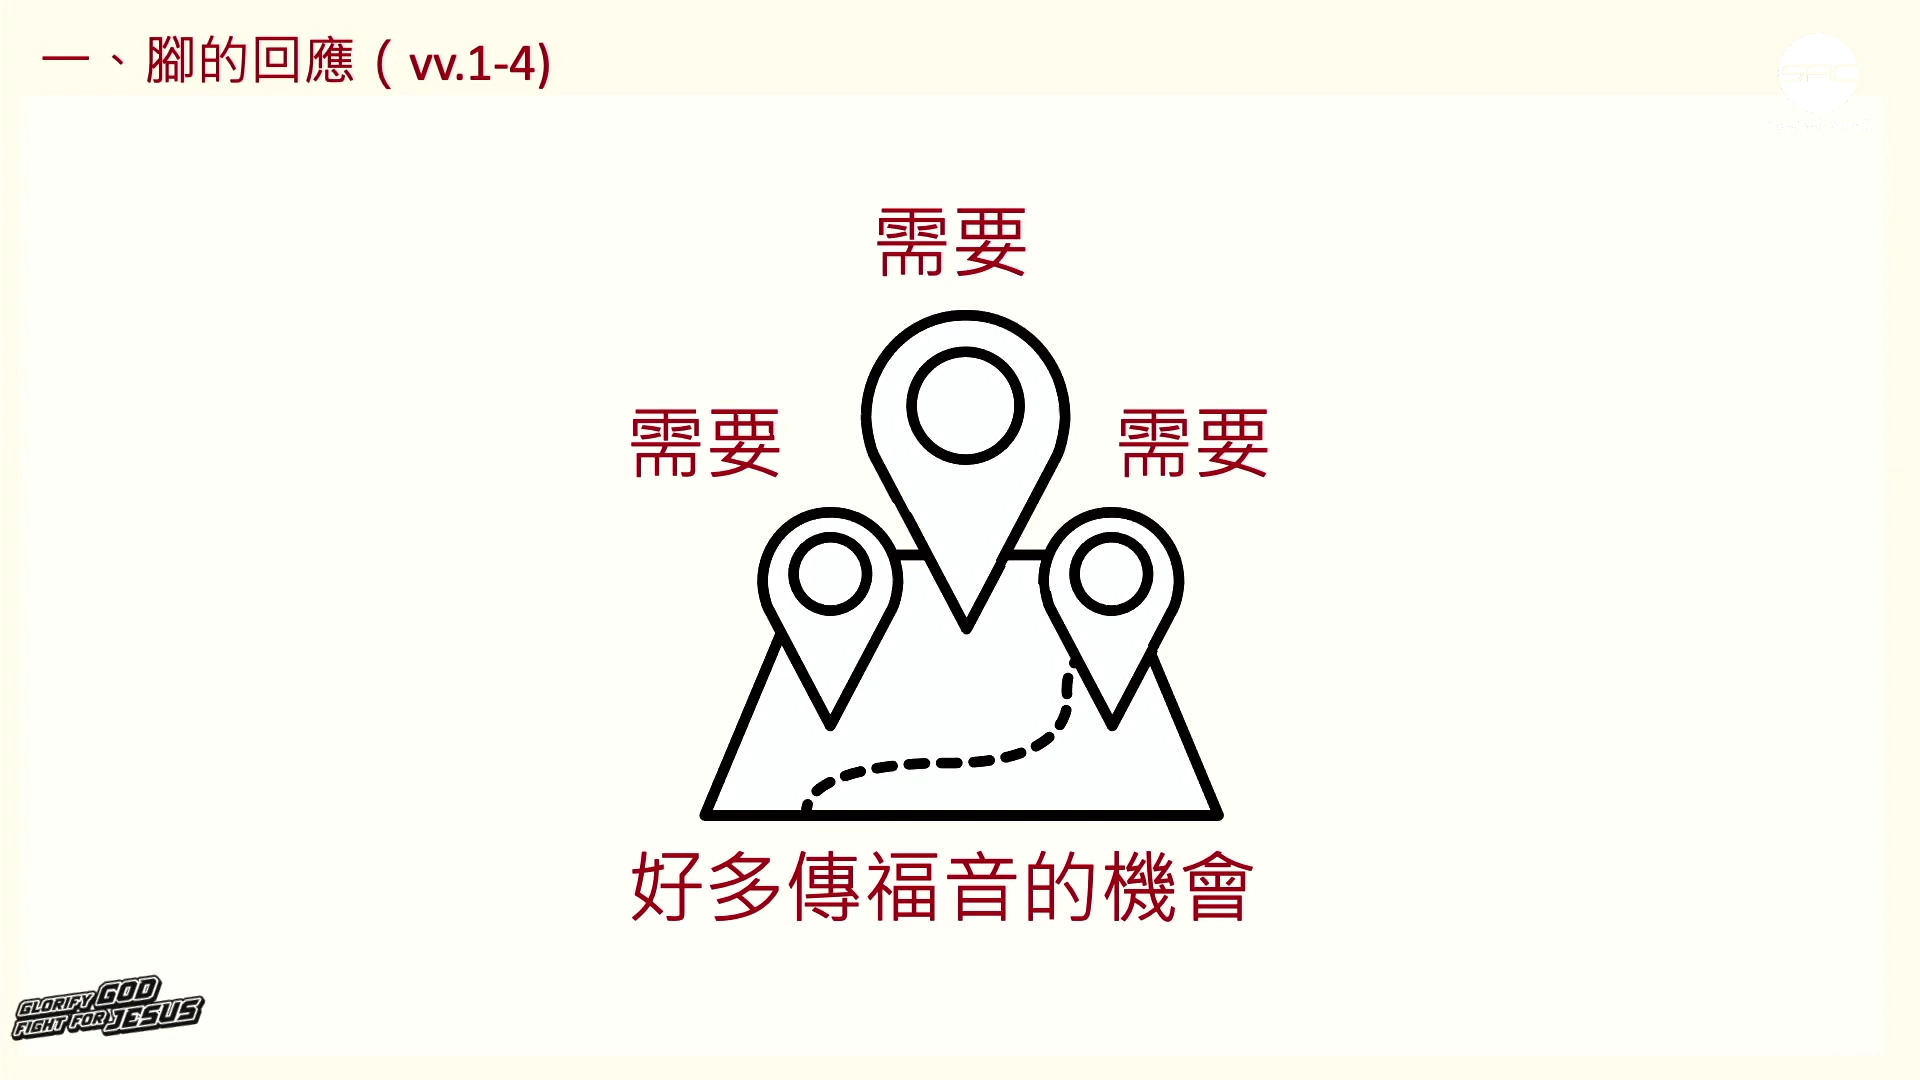 一、腳的回應（vv.1-4)
需要
需要
需要
好多傳福音的機會
GLORIFY GOD
FIGHT FOR JESUS